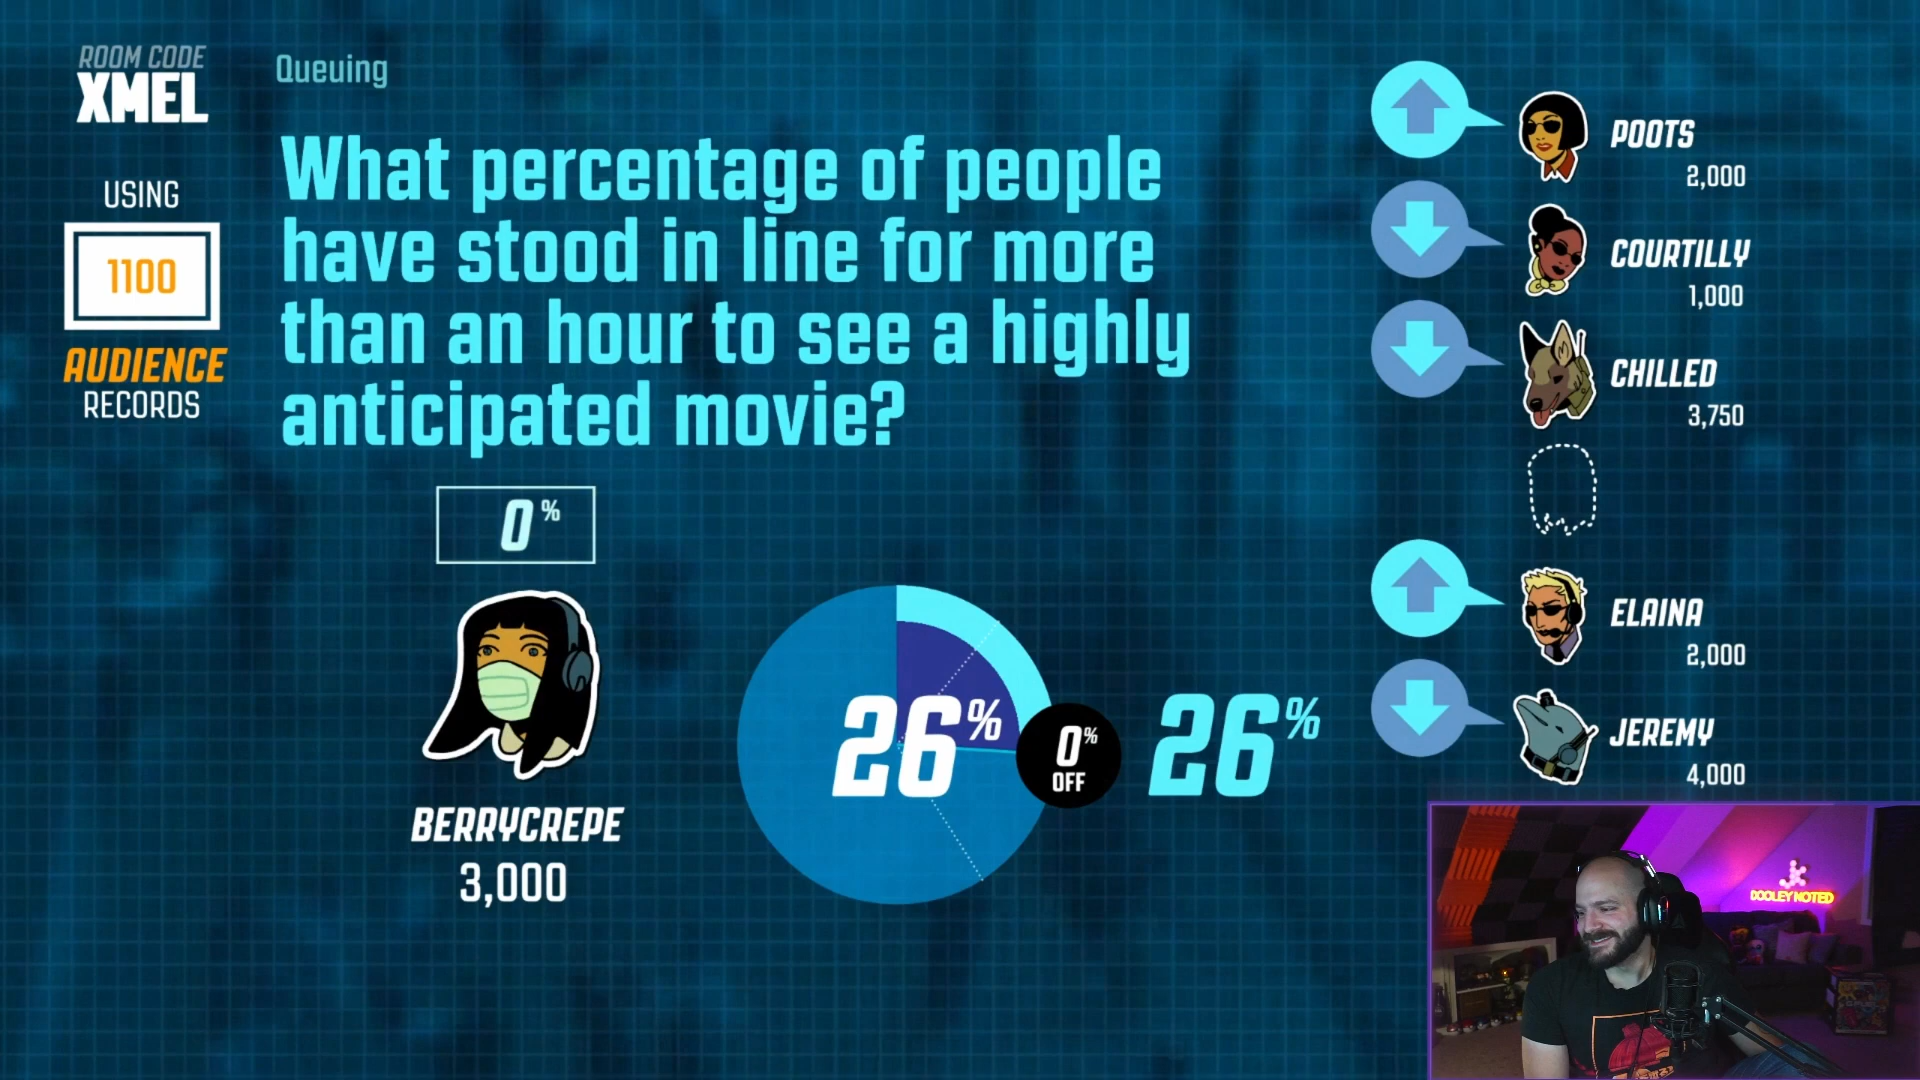 ROOM CODE
XMEL
USING
1100
AUDIENCE
RECORDS
Queuing
What percentage of people
have stood in line for more
than an hour to see a highly
anticipated movie?
0%
BERRYCREPE
3,000
26%
0%
OFF
26%
POOTS
2,000
COURTILLY
1,000
CHILLED
3,750
ELAINA
2,000
JEREMY
4,000
DOOLEY NOTED